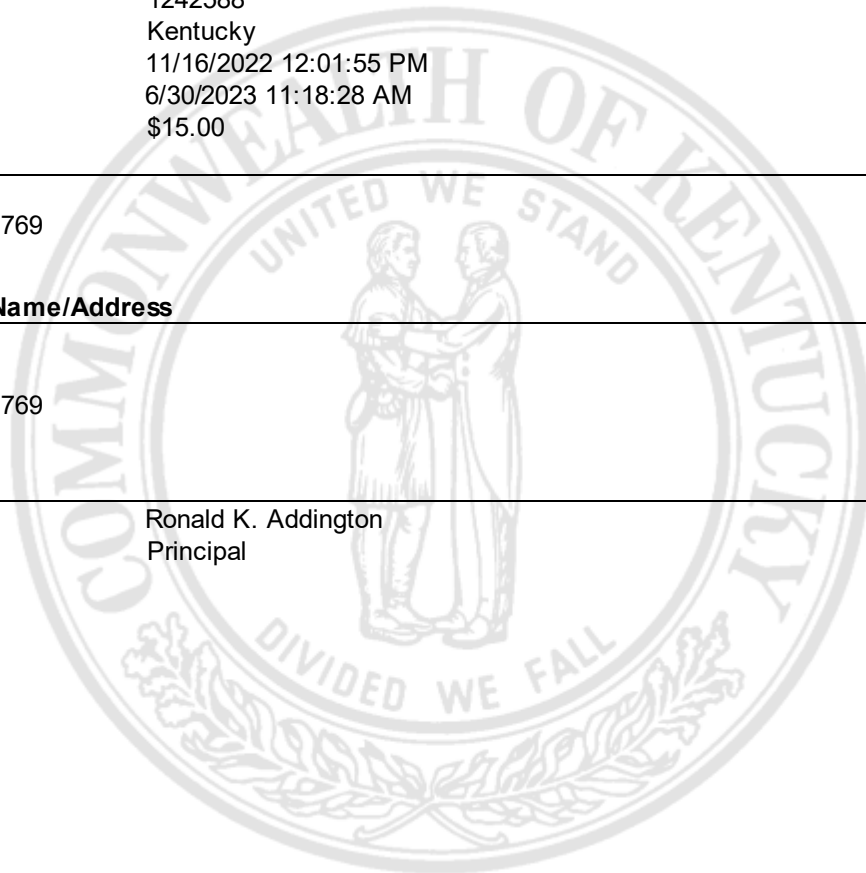 1242588
Kentucky
11/16/2022 12:01:55 PM
6/30/2023 11:18:28 AM
$15.00
769
Name/Address
769
Ronald K. Addington
Principal
COMMONWEALTH OF KENTUCKY
UNITED WE STAND
DIVIDED WE FALL